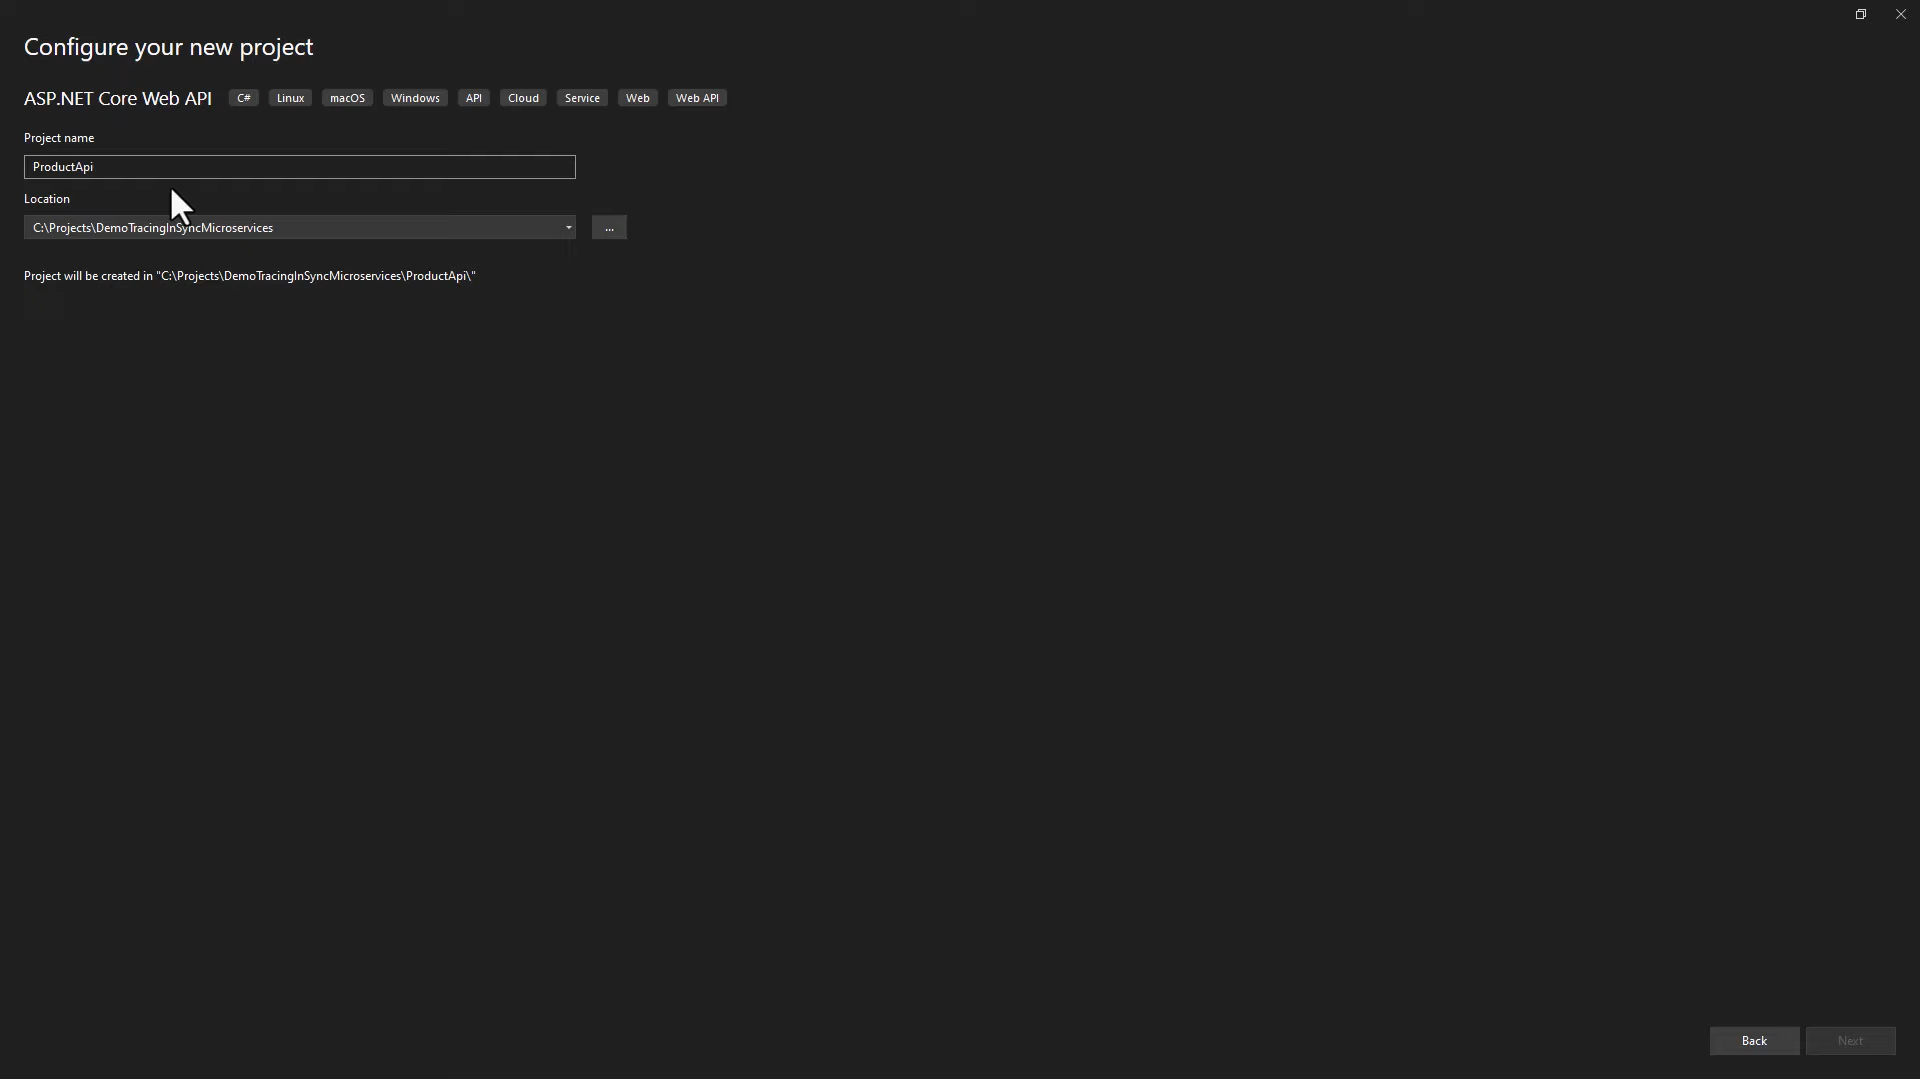 Configure your new project
ASP.NET Core Web API C# Linux macOS Windows API Cloud Service Web Web API
Project name
ProductApi
Location
C:\Projects\DemoTracingInSyncMicroservices
...
Project will be created in "C:\Projects\DemoTracingInSyncMicroservices\ProductApi\"
Back Next